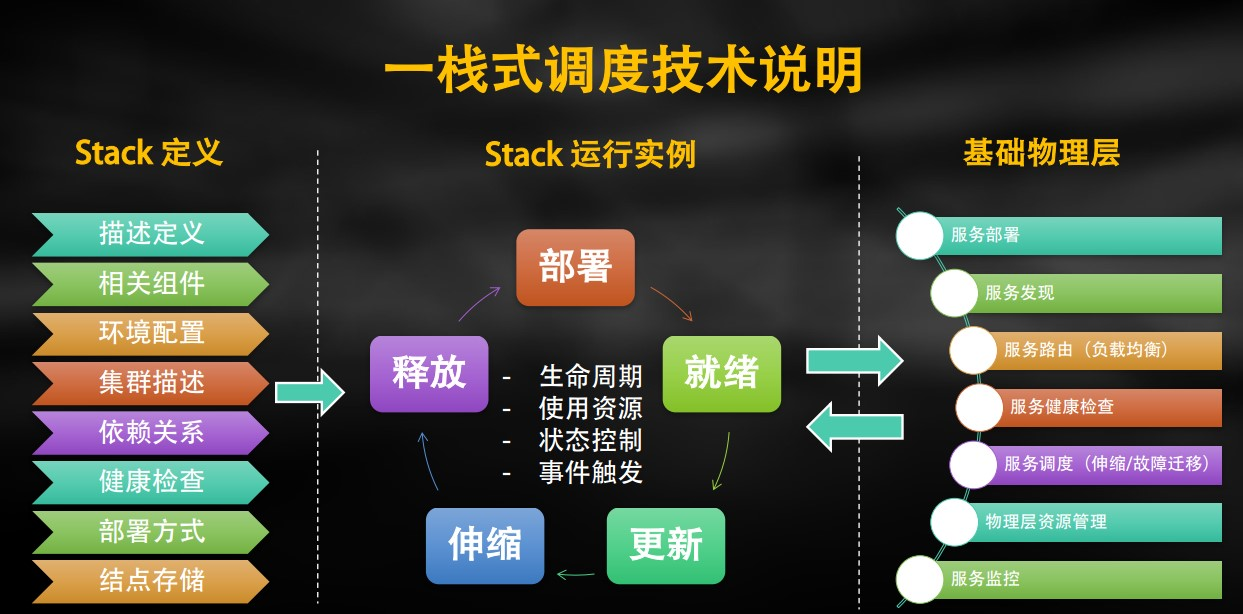 一栈式调度技术说明
Stack 定义
描述定义
相关组件
环境配置
集群描述
依赖关系
健康检查
部署方式
结点存储
Stack 运行实例
部署
就绪
更新
伸缩
释放
- 生命周期
- 使用资源
- 状态控制
- 事件触发
基础物理层
服务部署
服务发现
服务路由（负载均衡）
服务健康检查
服务调度（伸缩/故障迁移）
物理层资源管理
服务监控